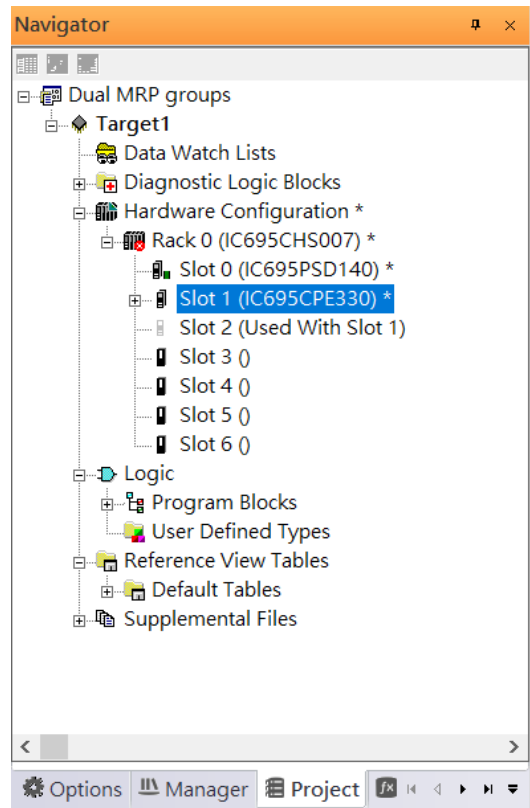 Navigator
Dual MRP groups
Target1
Data Watch Lists
Diagnostic Logic Blocks
Hardware Configuration *
Rack 0 (IC695CHS007) *
Slot 0 (IC695PSD140) *
Slot 1 (IC695CPE330) *
Slot 2 (Used With Slot 1)
Slot 3 ()
Slot 4 ()
Slot 5 ()
Slot 6 ()
Logic
Program Blocks
User Defined Types
Reference View Tables
Default Tables
Supplemental Files
Options Manager Project fx